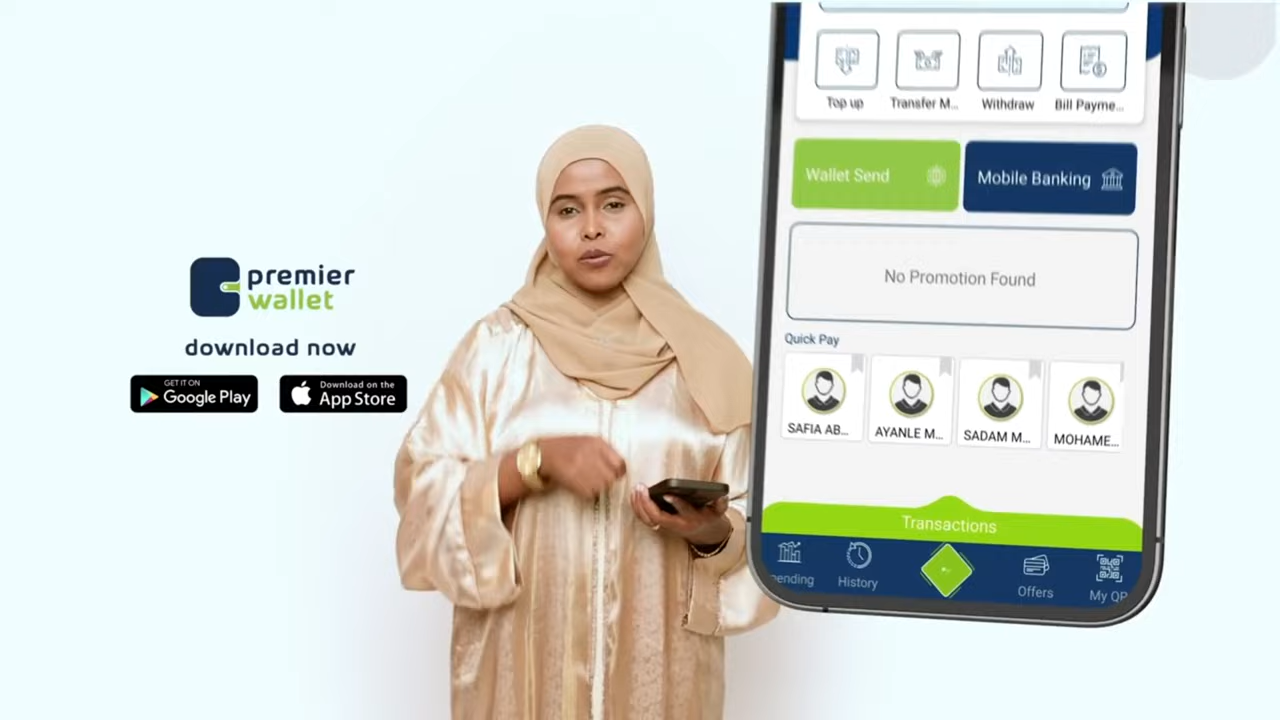 premier
wallet
download now
GET IT ON
Google Play
Download on the
App Store
Top up
Transfer M...
Withdraw
Bill Payme...
Wallet Send
Mobile Banking
No Promotion Found
Quick Pay
SAFIA AB...
AYANLE M...
SADAM M...
MOHAME...
Transactions
pending
History
Offers
My QR